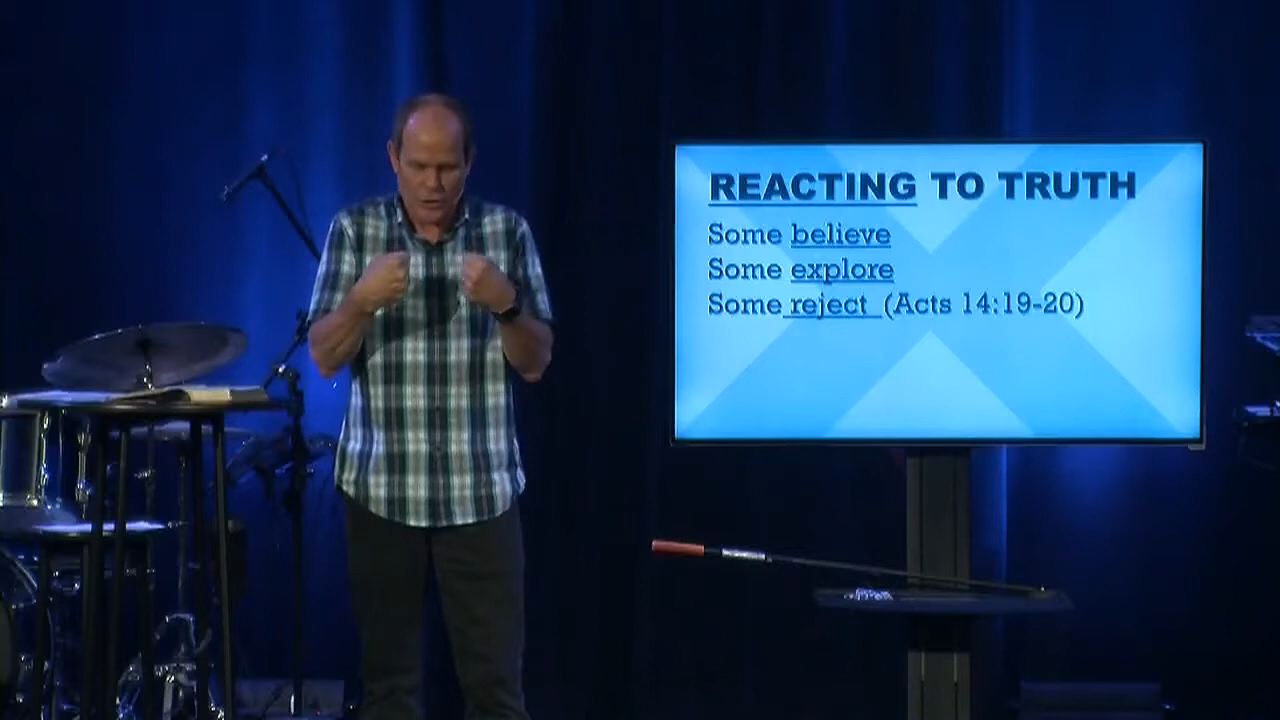 REACTING TO TRUTH
Some believe
Some explore
Some reject (Acts 14:19-20)